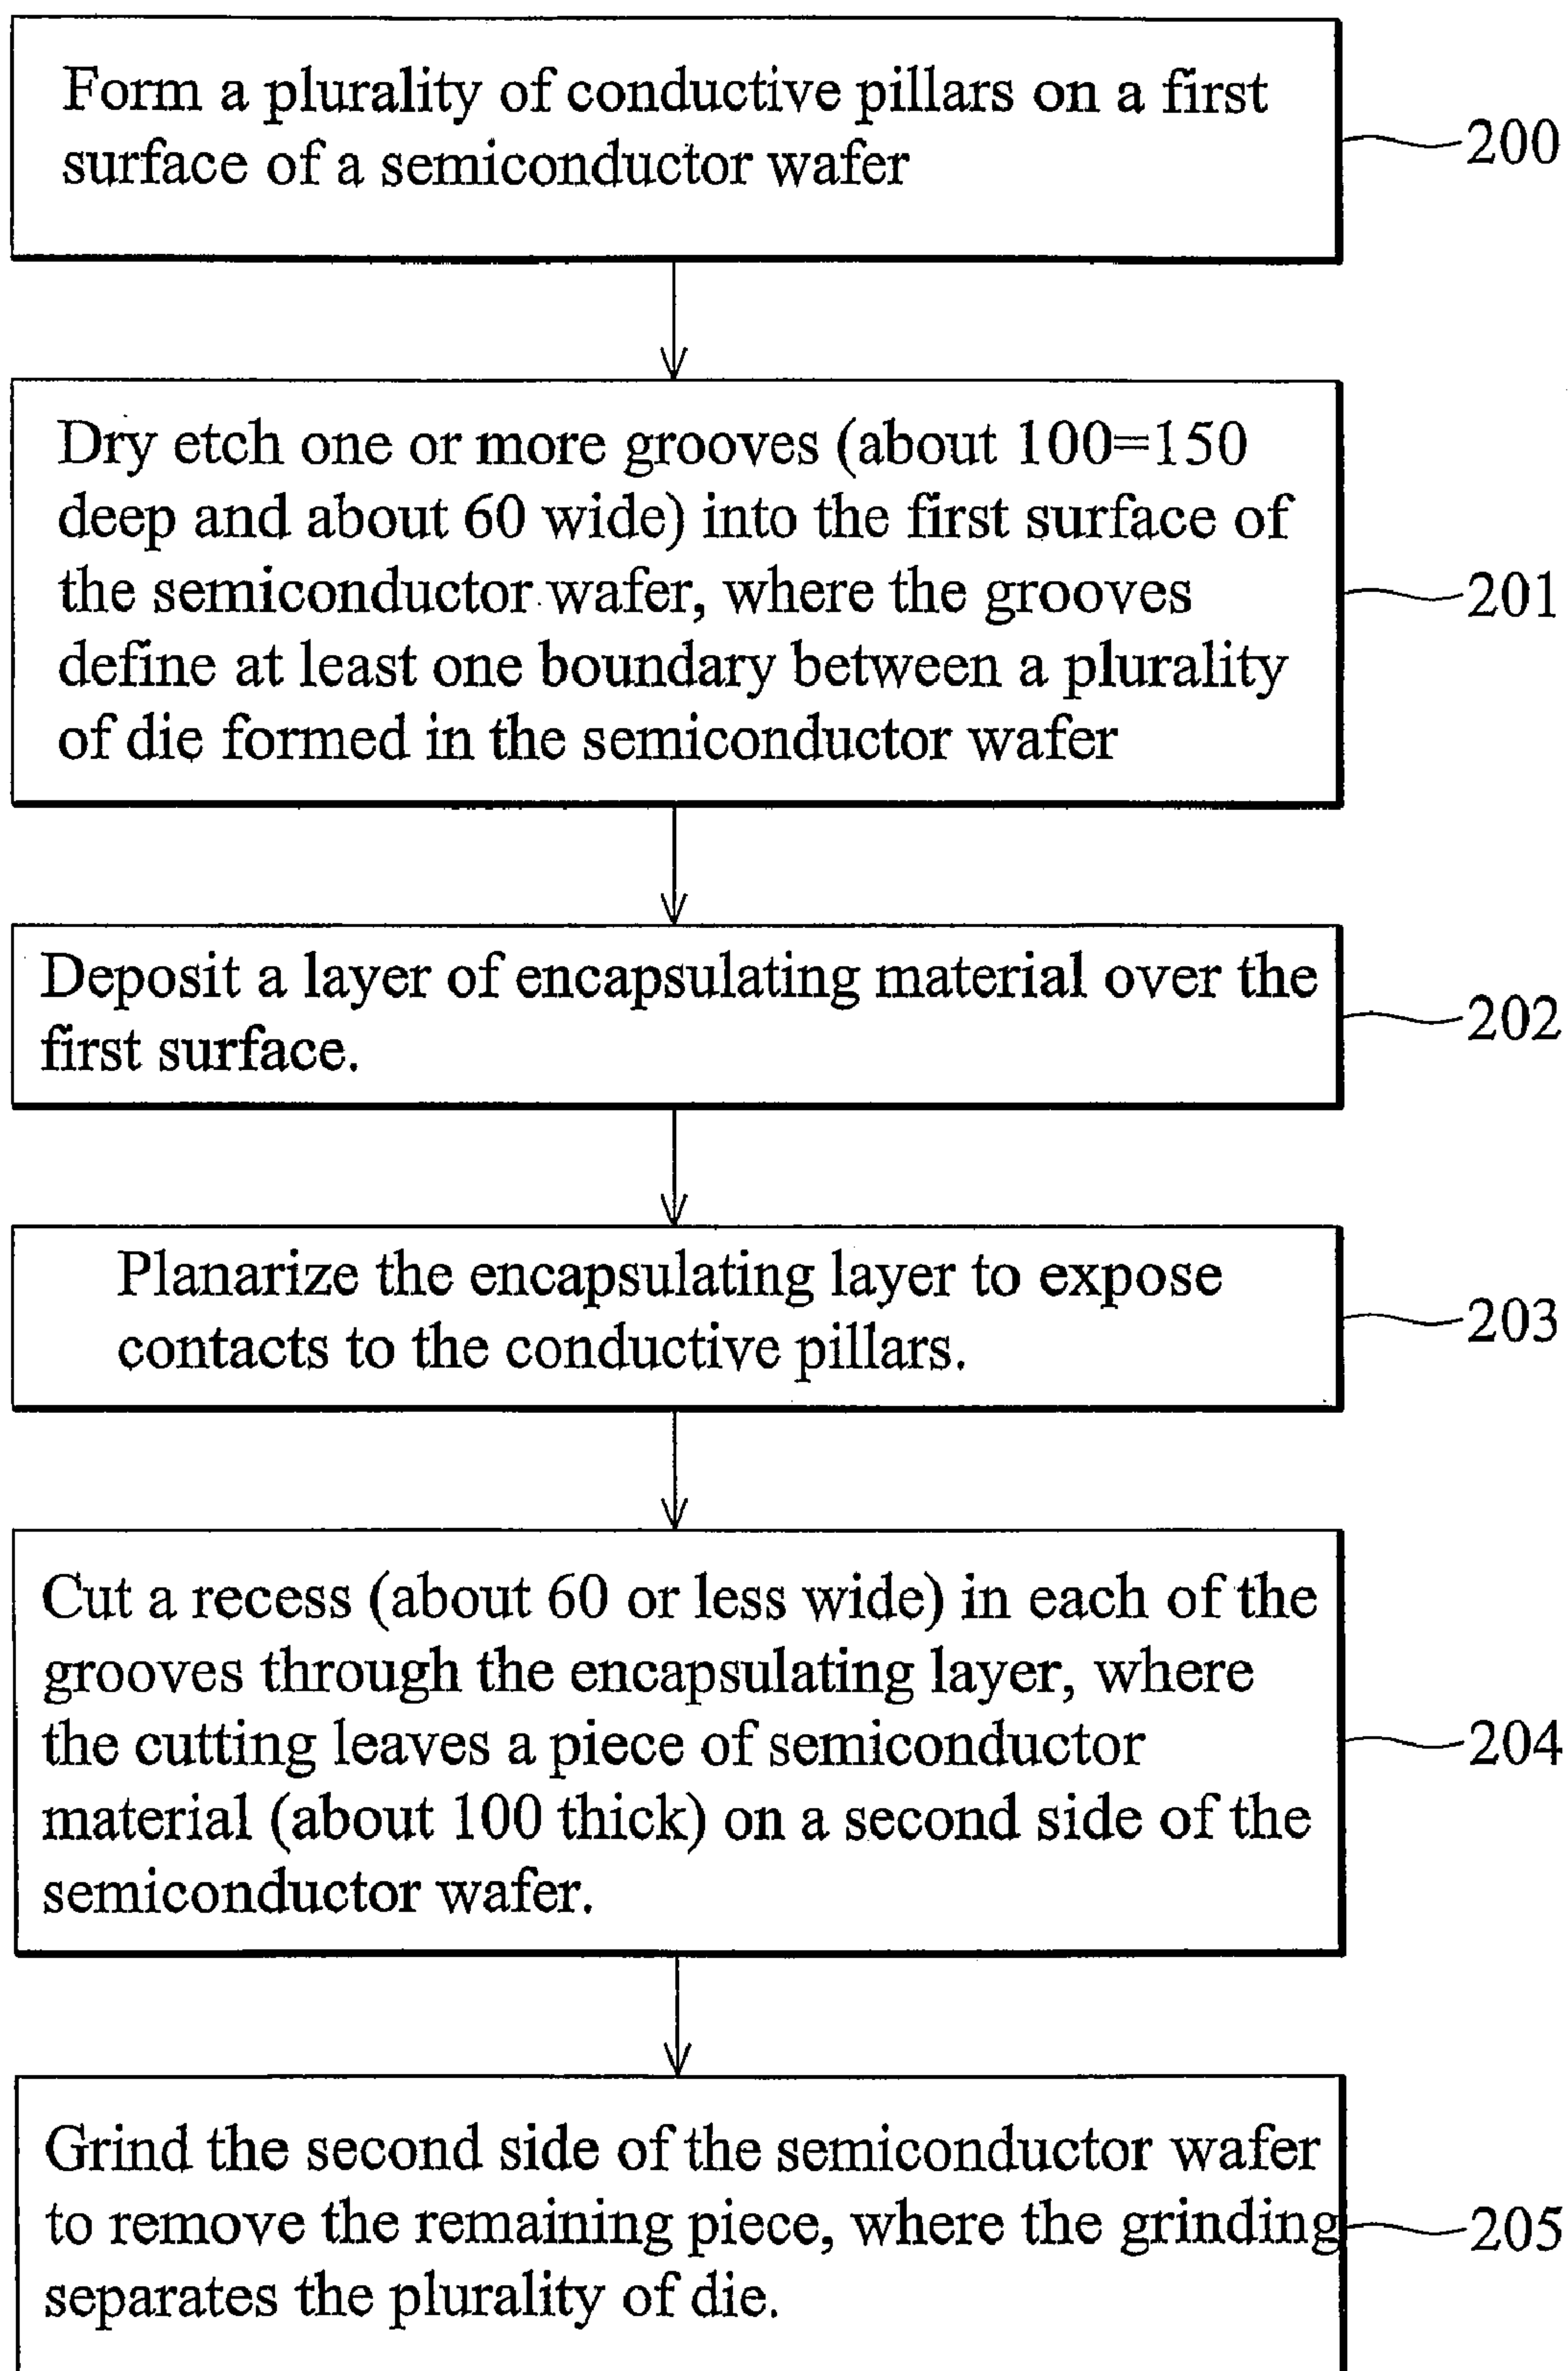 Form a plurality of conductive pillars on a first
surface of a semiconductor wafer
200
Dry etch one or more grooves (about 100=150
deep and about 60 wide) into the first surface of
the semiconductor wafer, where the grooves
define at least one boundary between a plurality
of die formed in the semiconductor wafer
201
Deposit a layer of encapsulating material over the
first surface.
202
Planarize the encapsulating layer to expose
contacts to the conductive pillars.
203
Cut a recess (about 60 or less wide) in each of the
grooves through the encapsulating layer, where
the cutting leaves a piece of semiconductor
material (about 100 thick) on a second side of the
semiconductor wafer.
204
Grind the second side of the semiconductor wafer
to remove the remaining piece, where the grinding
separates the plurality of die.
205